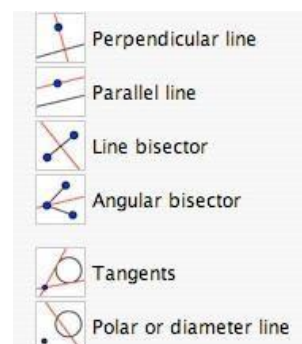 Perpendicular line
Parallel line
Line bisector
Angular bisector
Tangents
Polar or diameter line